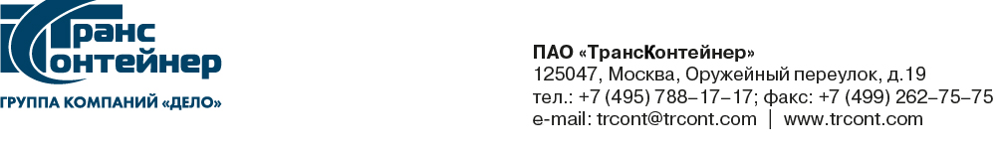 Транс
Контейнер
ГРУППА КОМПАНИЙ «ДЕЛО»
ПАО «ТрансКонтейнер»
125047, Москва, Оружейный переулок, д.19
тел.: +7 (495) 788–17–17; факс: +7 (499) 262–75–75
e-mail: trcont@trcont.com | www.trcont.com